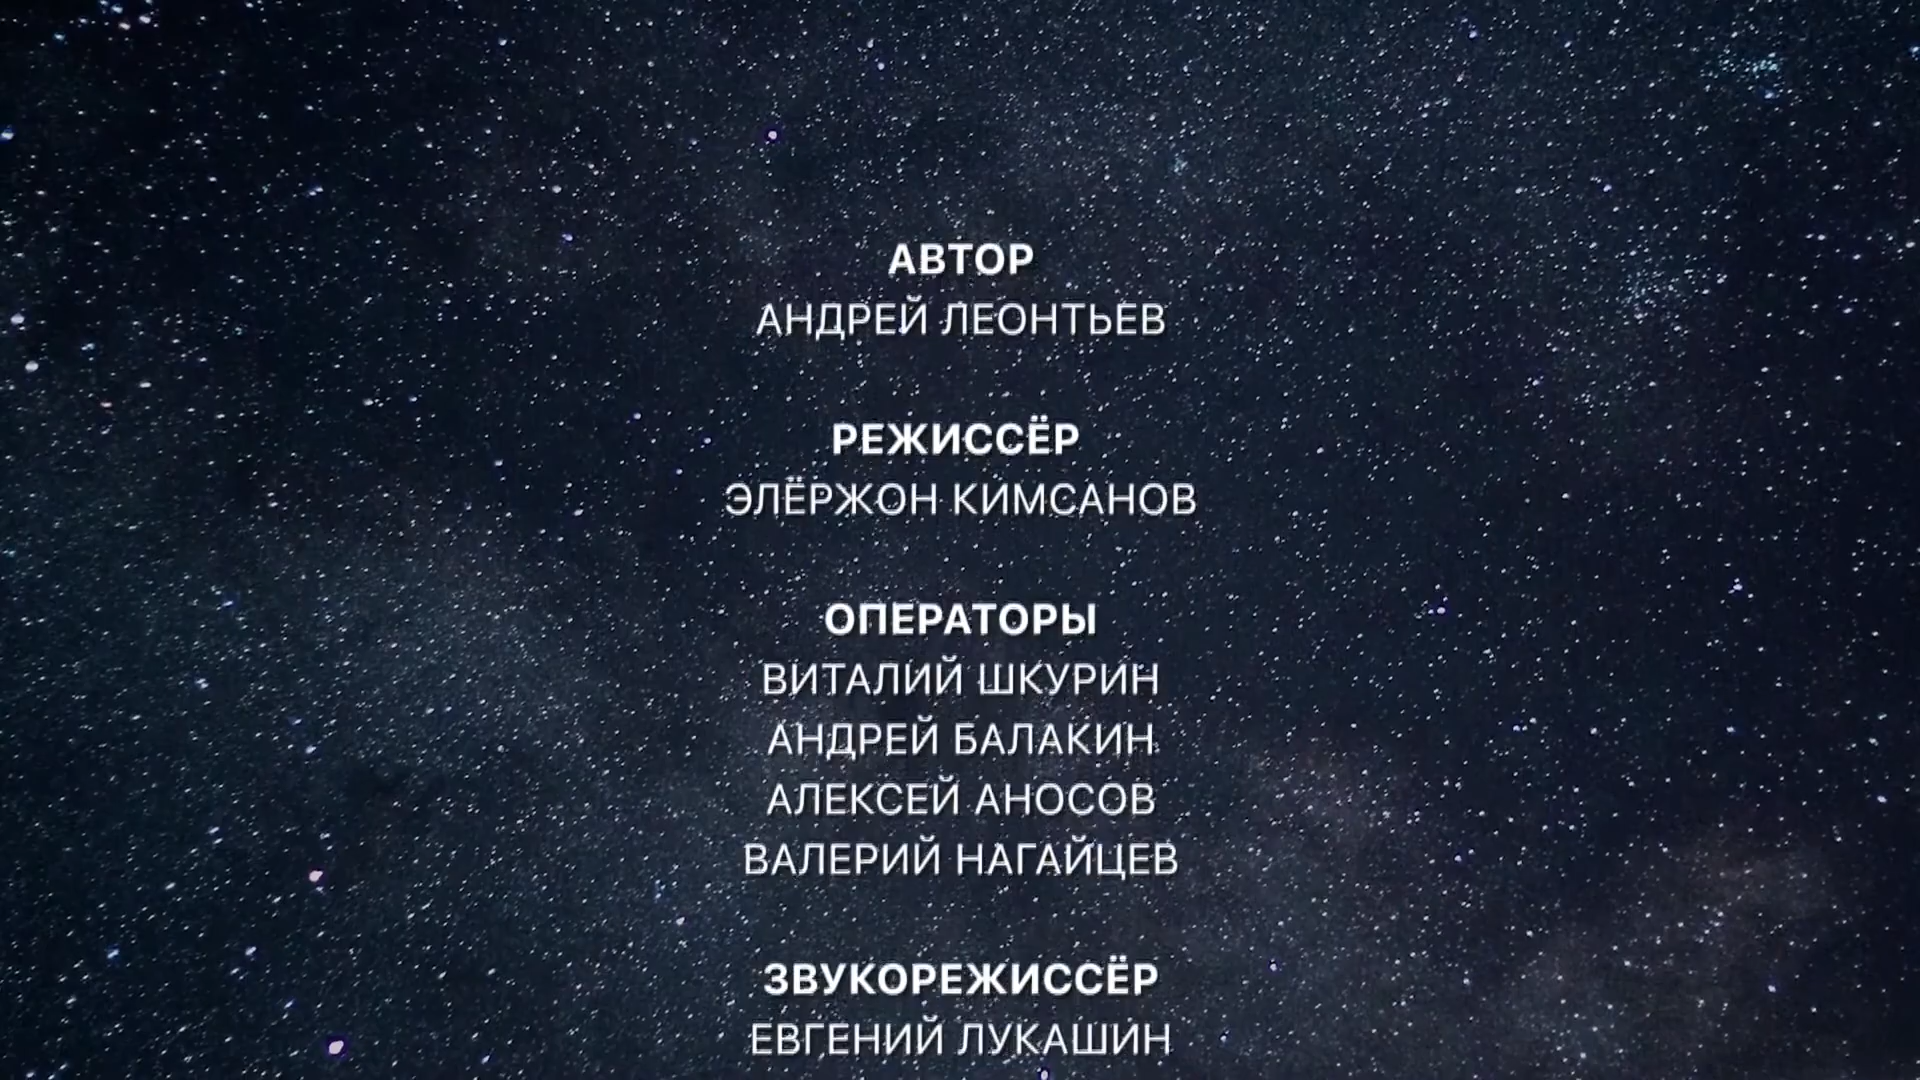 АВТОР
АНДРЕЙ ЛЕОНТЬЕВ
РЕЖИССЁР
ЭЛЁРЖОН КИМСАНОВ
ОПЕРАТОРЫ
ВИТАЛИЙ ШКУРИН
АНДРЕЙ БАЛАКИН
АЛЕКСЕЙ АНОСОВ
ВАЛЕРИЙ НАГАЙЦЕВ
ЗВУКОРЕЖИССЁР
ЕВГЕНИЙ ЛУКАШИН